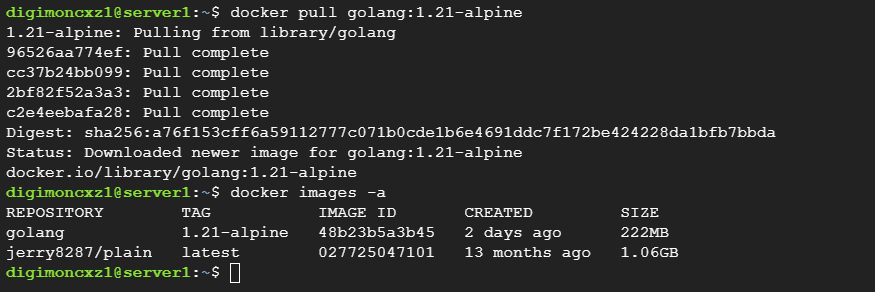 digimoncxz1@server1:~$ docker pull golang:1.21-alpine
1.21-alpine: Pulling from library/golang
96526aa774ef: Pull complete
cc37b24bb099: Pull complete
2bf82f52a3a3: Pull complete
c2e4eebafa28: Pull complete
Digest: sha256:a76f153cff6a59112777c071b0cde1b6e4691ddc7f172be424228da1bfb7bbda
Status: Downloaded newer image for golang:1.21-alpine
docker.io/library/golang:1.21-alpine
digimoncxz1@server1:~$ docker images -a
REPOSITORY TAG IMAGE ID CREATED SIZE
golang 1.21-alpine 48b23b5a3b45 2 days ago 222MB
jerry8287/plain latest 027725047101 13 months ago 1.06GB
digimoncxz1@server1:~$